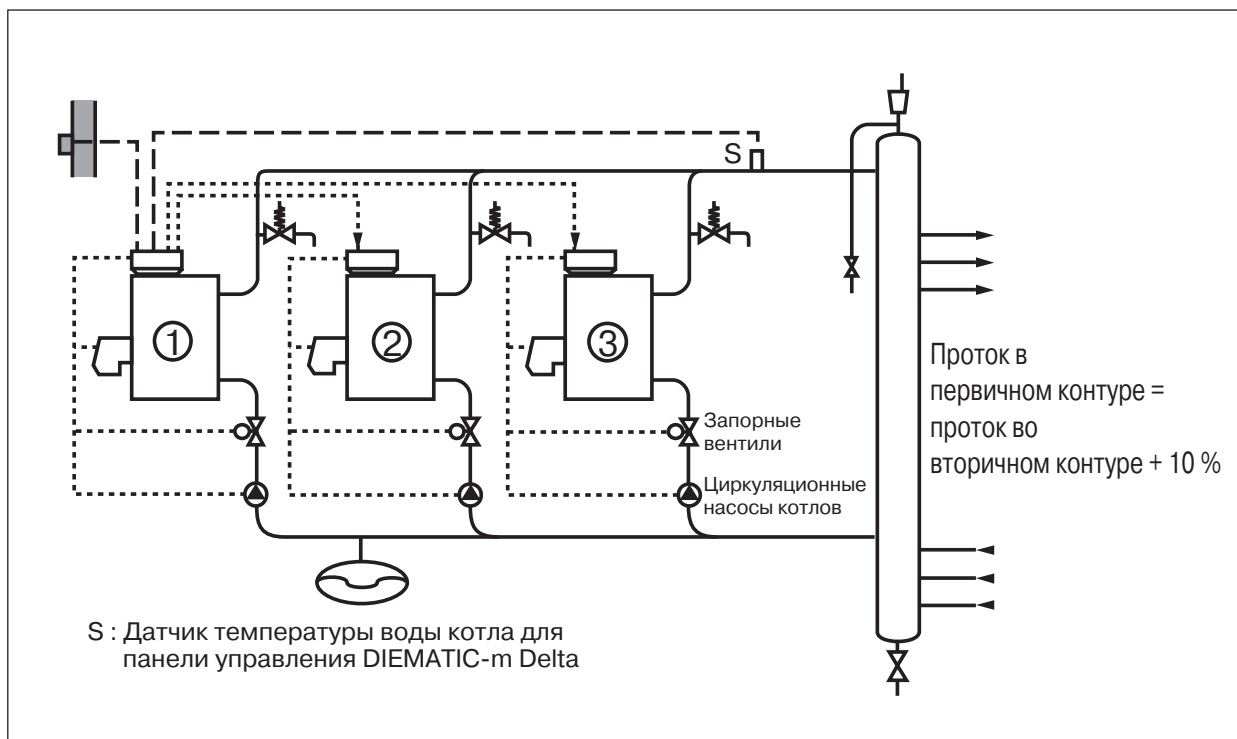 S
1
2
3
Запорные
вентили
Циркуляционные
насосы котлов
Проток в
первичном контуре =
проток во
вторичном контуре + 10 %
S : Датчик температуры воды котла для
панели управления DIEMATIC-m Delta